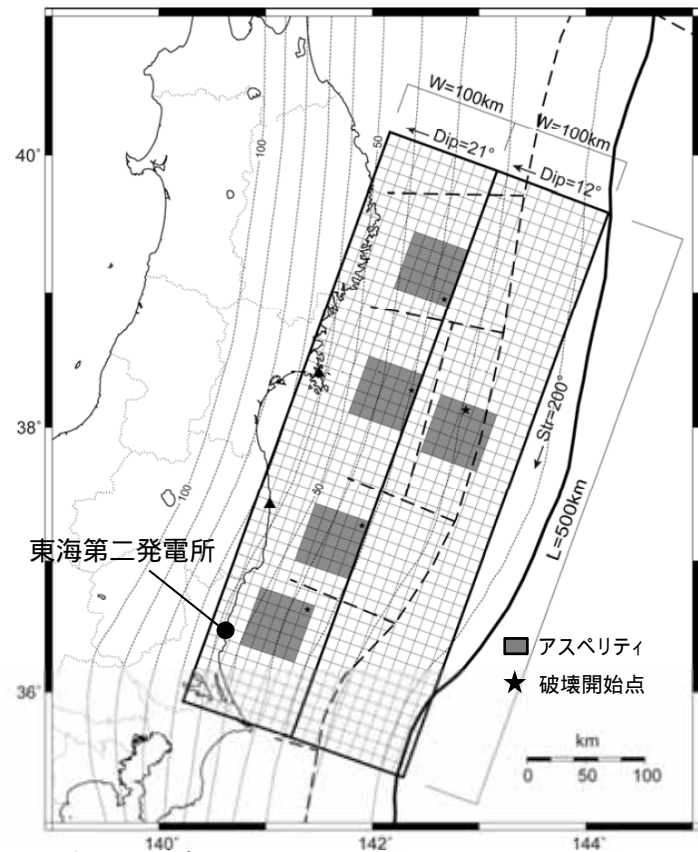 W=100km
W=100km
Dip=21°
Dip=12°
50
100
40°
38°
Str=200°
50
100
L=500km
東海第二発電所
アスペリティ
破壊開始点
36°
km
0 50 100
140°
142°
144°